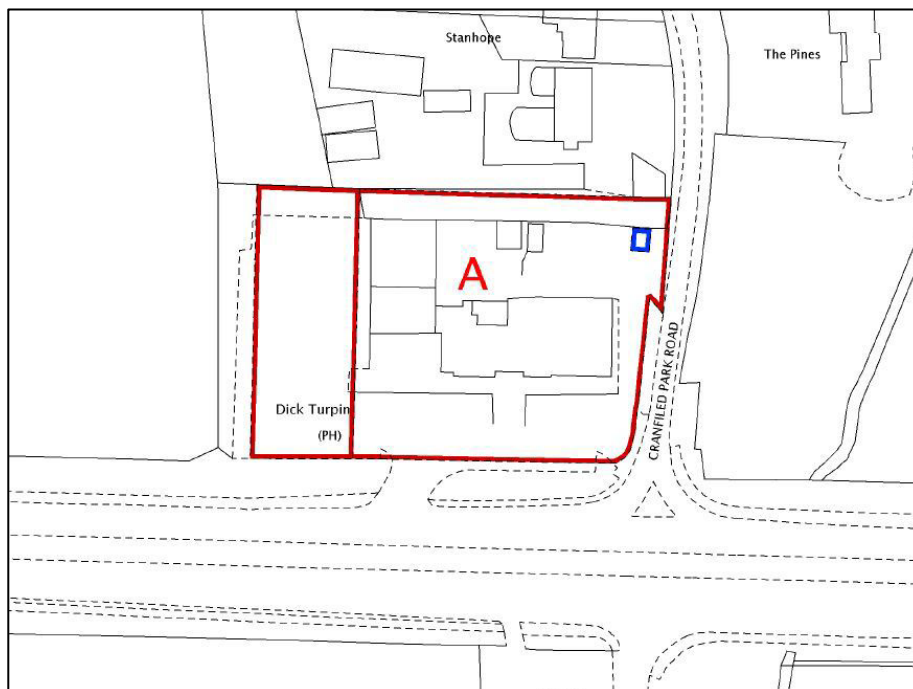 Stanhope
The Pines
A
CRANFILED PARK ROAD
Dick Turpin
(PH)